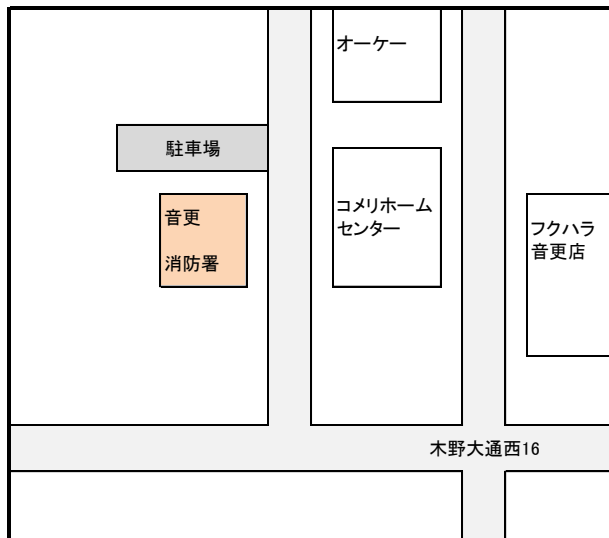 オーケー
駐車場
コメリホーム
センター
音更
消防署
フクハラ
音更店
木野大通西16